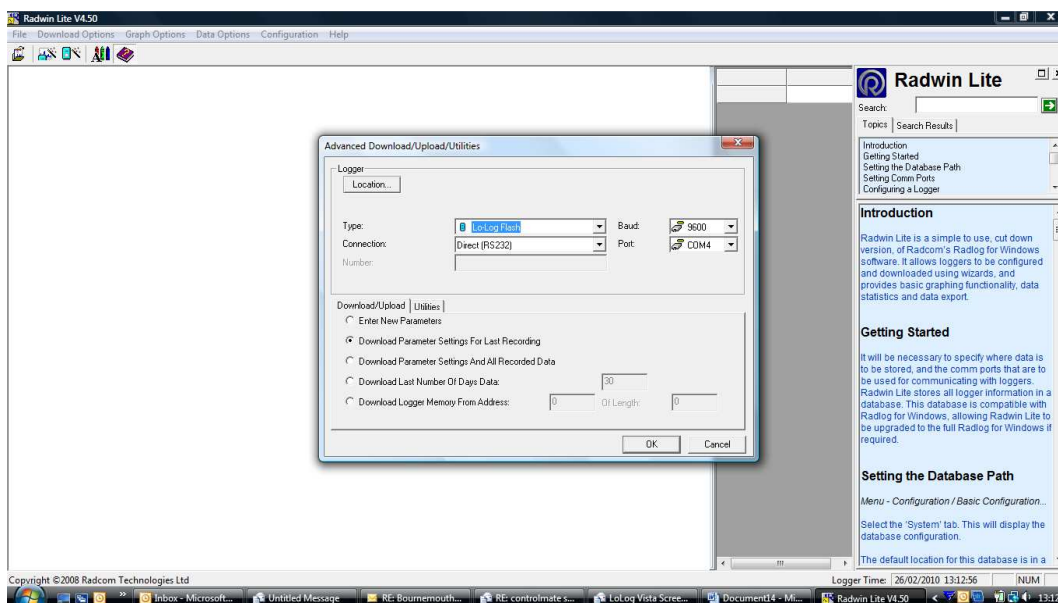 Radwin Lite V4.50
File Download Options Graph Options Data Options Configuration Help
Radwin Lite
Search:
Topics Search Results
Introduction
Getting Started
Setting the Database Path
Setting Comm Ports
Configuring a Logger
Introduction
Radwin Lite is a simple to use, cut down
version, of Radcom's Radlog for Windows
software. It allows loggers to be configured
and downloaded using wizards, and
provides basic graphing functionality, data
statistics and data export.
Getting Started
It will be necessary to specify where data is
to be stored, and the comm ports that are to
be used for communicating with loggers.
Radwin Lite stores all logger information in a
database. This database is compatible with
Radlog for Windows, allowing Radwin Lite to
be upgraded to the full Radlog for Windows if
required.
Setting the Database Path
Menu - Configuration / Basic Configuration...
Select the 'System' tab. This will display the
database configuration.
The default location for this database is in a
Advanced Download/Upload/Utilities
Logger
Location...
Type: Lo-Log Flash Baud: 9600
Connection: Direct (RS232) Port: COM4
Number:
Download/Upload Utilities
Enter New Parameters
Download Parameter Settings For Last Recording
Download Parameter Settings And All Recorded Data
Download Last Number Of Days Data: 30
Download Logger Memory From Address: 0 Of Length: 0
OK Cancel
Copyright ©2008 Radcom Technologies Ltd Logger Time: 26/02/2010 13:12:56 NUM
Inbox - Microsoft... Untitled Message RE: Bournemouth... RE: controlmate s... LoLog Vista Scree... Document14 - Mi... Radwin Lite V4.50 13:12